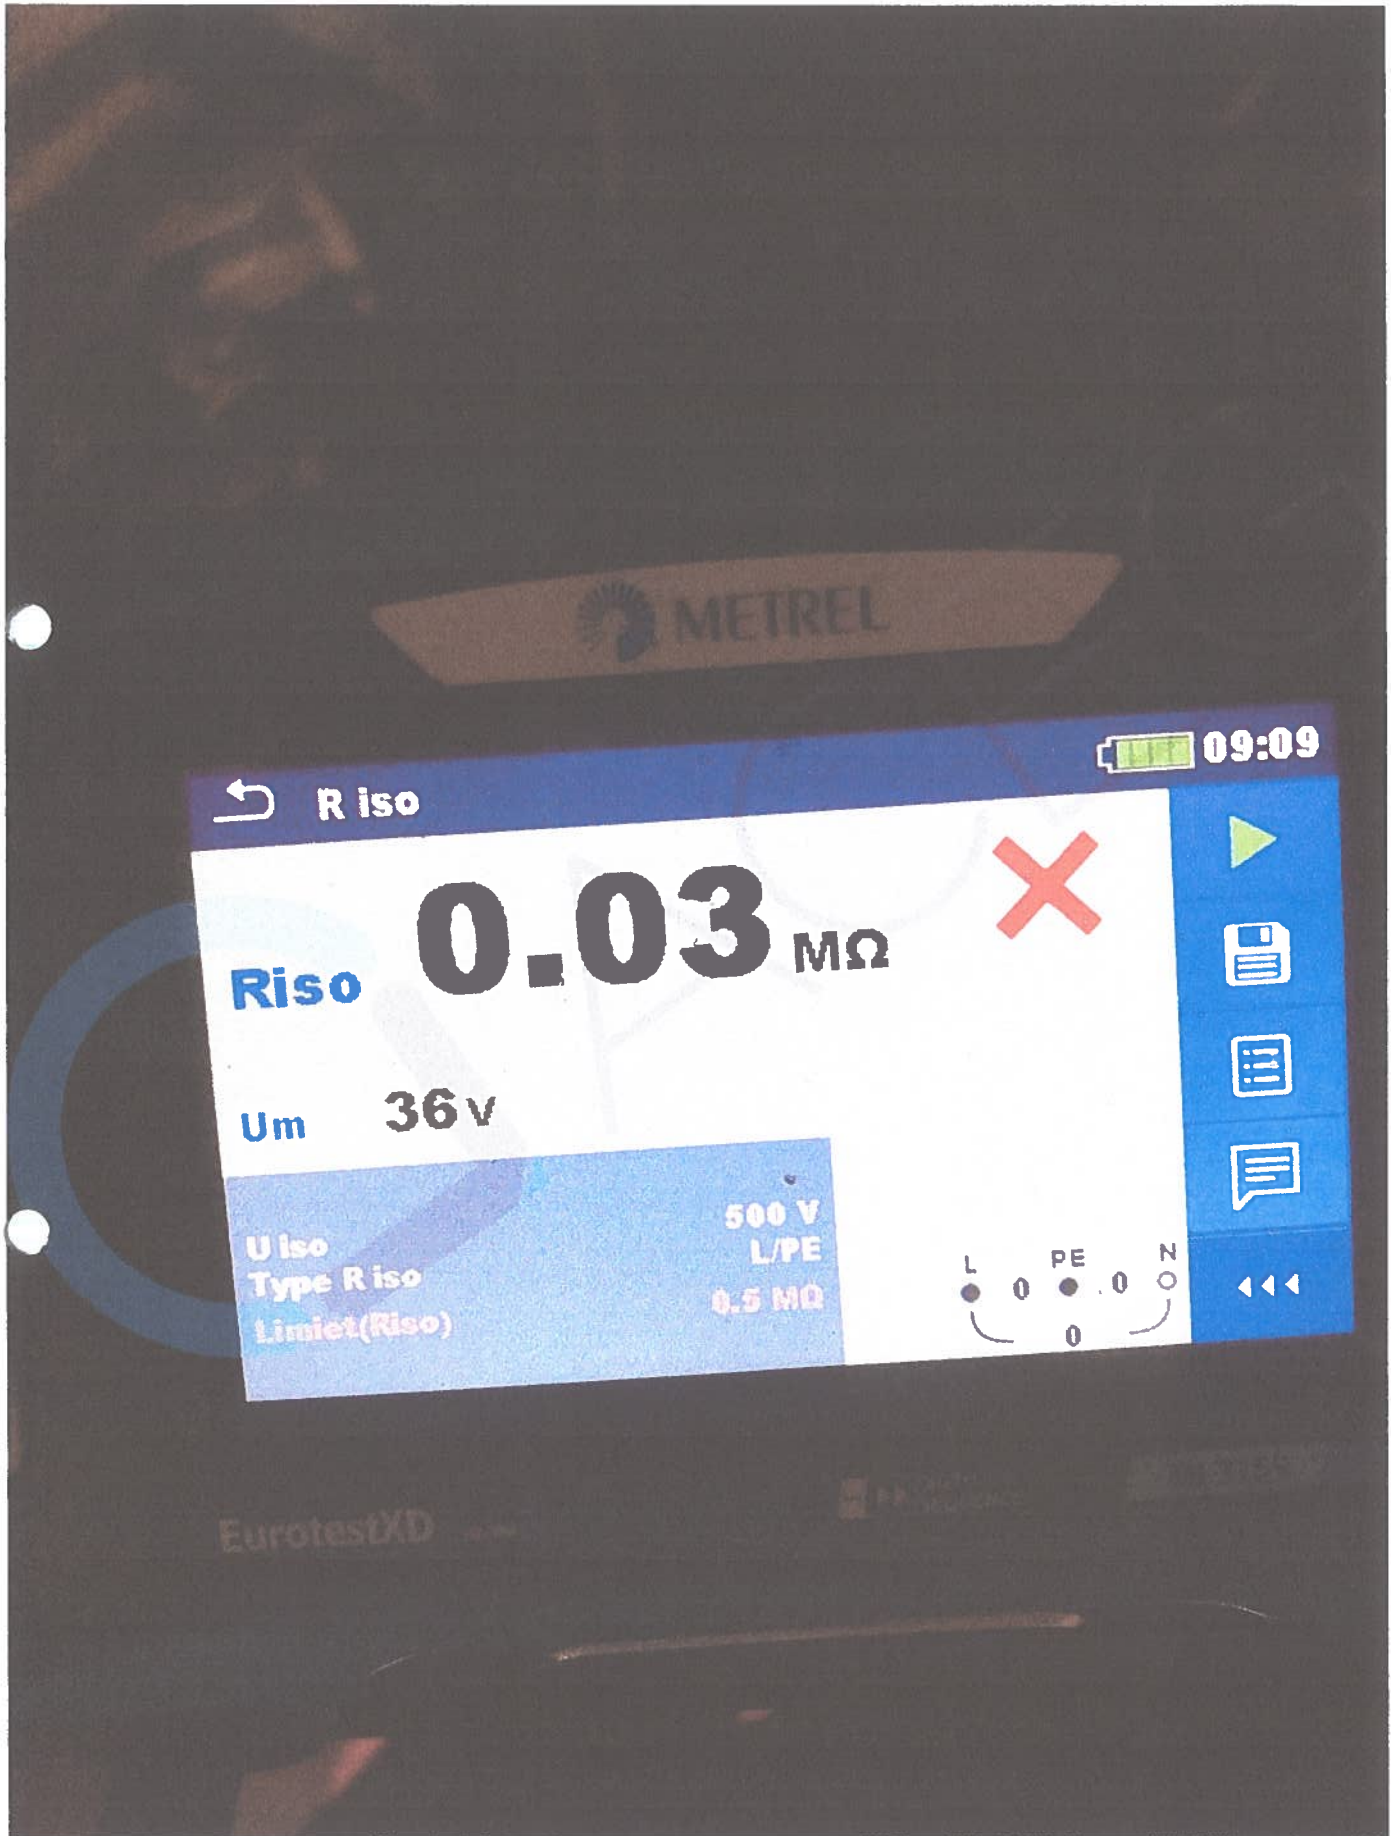 METREL
R iso
09:09
Riso 0.03 MΩ
Um 36 V
U iso 500 V
Type R iso L/PE
Limiet(Riso) 0.5 MΩ
L 0 PE 0 N
0
EurotestXD